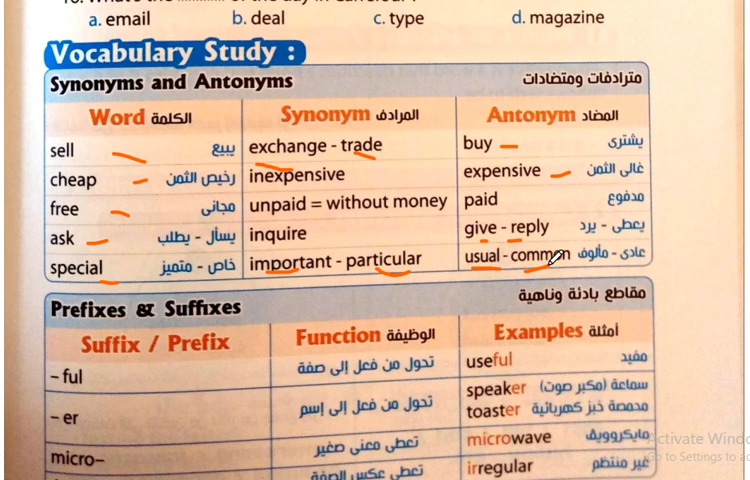 a. email b. deal c. type d. magazine
Vocabulary Study :
Synonyms and Antonyms مترادفات ومتضادات
Word الكلمة Synonym المرادف Antonym المضاد
sell يبيع exchange - trade buy يشترى
cheap رخيص الثمن inexpensive expensive غالى الثمن
free مجانى unpaid = without money paid مدفوع
ask يسأل - يطلب inquire give - reply يعطى - يرد
special خاص - متميز important - particular usual - common عادى - مألوف
Prefixes & Suffixes مقاطع بادئة وناهية
Suffix / Prefix Function الوظيفة Examples أمثلة
– ful تحول من فعل إلى صفة useful مفيد
– er تحول من فعل إلى إسم speaker سماعة (مكبر صوت)
toaster محمصة خبز كهربائية
micro– تعطى معنى صغير microwave مايكروويف
تعطى عكس الصفة irregular غير منتظم
Activate Windo
Go to Settings to a